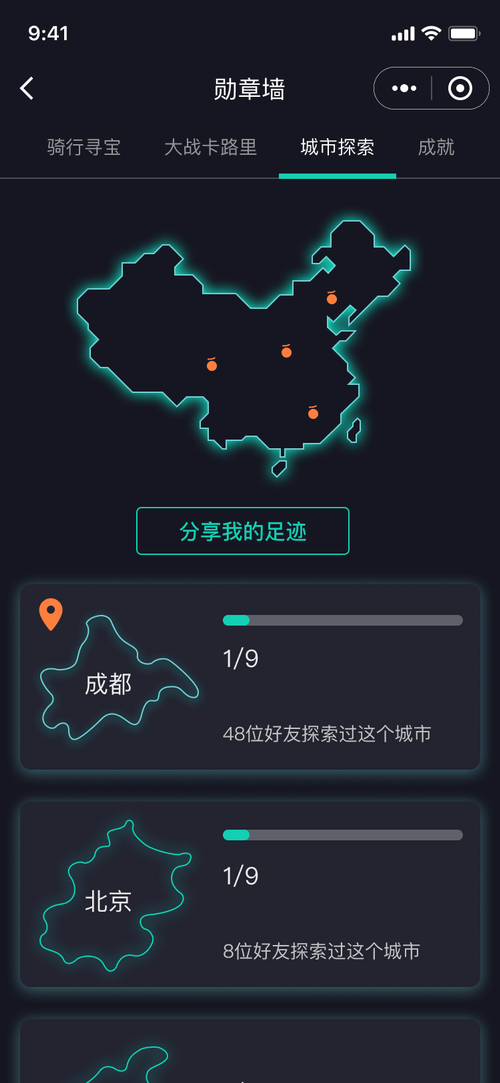 9:41
勋章墙
骑行寻宝 大战卡路里 城市探索 成就
分享我的足迹
成都
1/9
48位好友探索过这个城市
北京
1/9
8位好友探索过这个城市